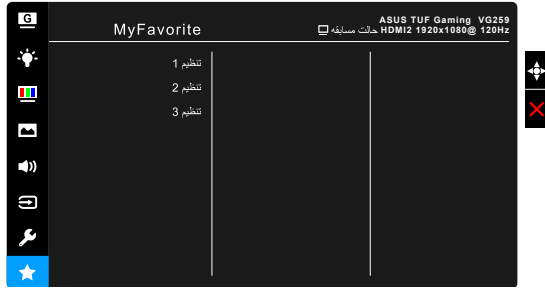 G
MyFavorite
ASUS TUF Gaming VG259
حالت مسابقه HDMI2 1920x1080@ 120Hz
تنظیم 1
تنظیم 2
تنظیم 3